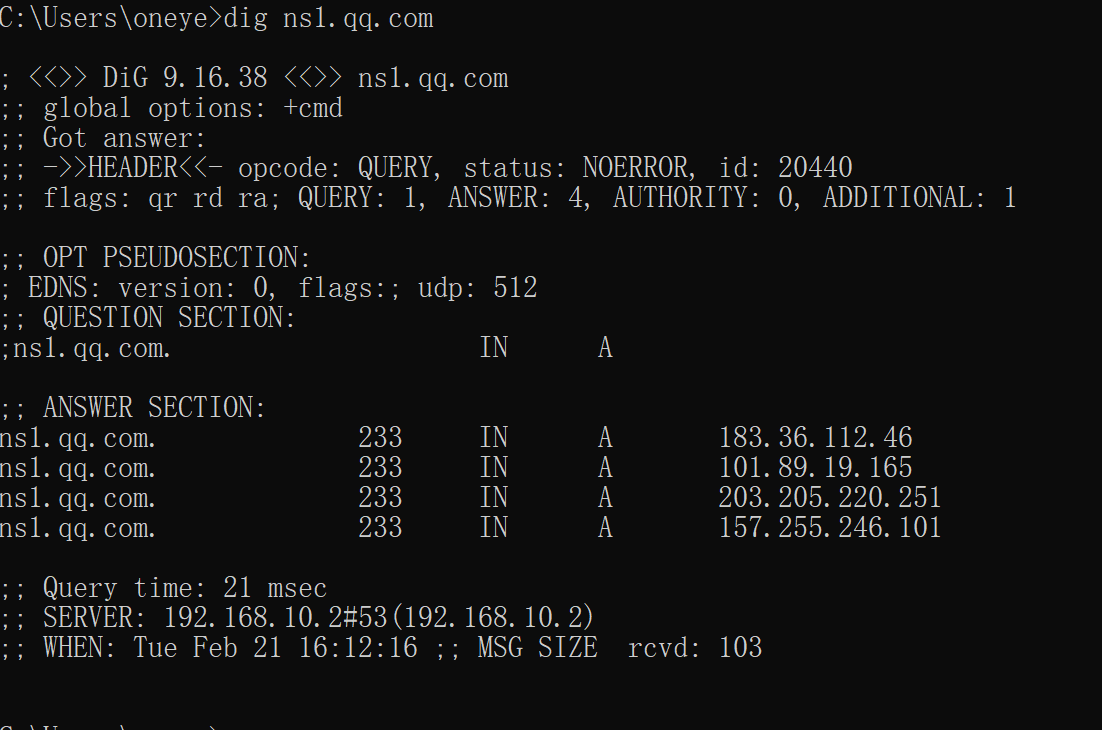 C:\Users\oneye>dig ns1.qq.com
; <<>> DiG 9.16.38 <<>> ns1.qq.com
;; global options: +cmd
;; Got answer:
;; ->>HEADER<<- opcode: QUERY, status: NOERROR, id: 20440
;; flags: qr rd ra; QUERY: 1, ANSWER: 4, AUTHORITY: 0, ADDITIONAL: 1
;; OPT PSEUDOSECTION:
; EDNS: version: 0, flags:; udp: 512
;; QUESTION SECTION:
;ns1.qq.com. IN A
;; ANSWER SECTION:
ns1.qq.com. 233 IN A 183.36.112.46
ns1.qq.com. 233 IN A 101.89.19.165
ns1.qq.com. 233 IN A 203.205.220.251
ns1.qq.com. 233 IN A 157.255.246.101
;; Query time: 21 msec
;; SERVER: 192.168.10.2#53(192.168.10.2)
;; WHEN: Tue Feb 21 16:12:16 ;; MSG SIZE rcvd: 103